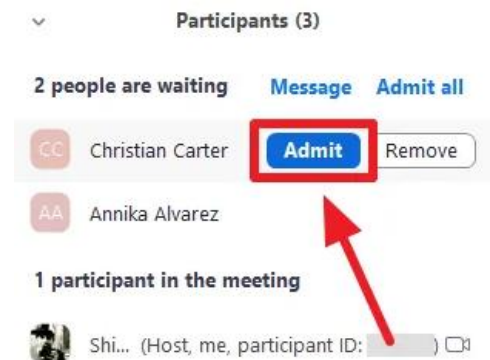 Participants (3)
2 people are waiting Message Admit all
CC Christian Carter Admit Remove
AA Annika Alvarez
1 participant in the meeting
Shi... (Host, me, participant ID: )